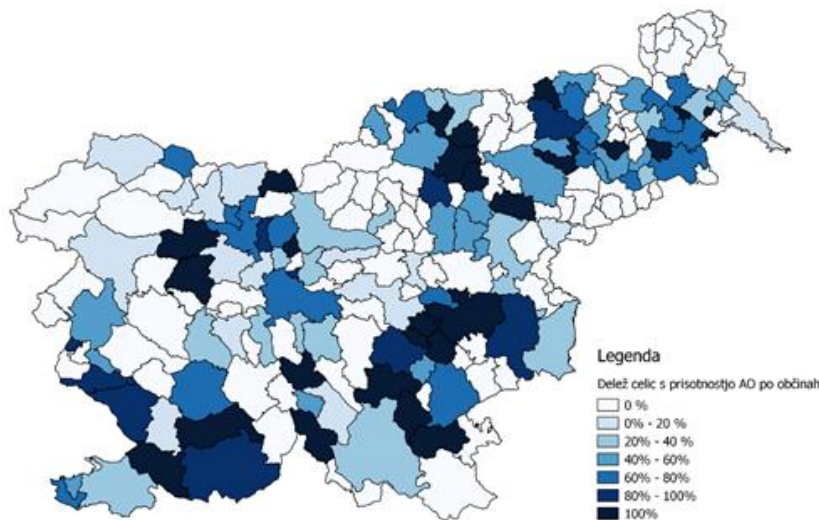 Legenda
Delež celic s prisotnostjo AO po občinah
0 %
0% - 20 %
20% - 40 %
40% - 60%
60% - 80%
80% - 100%
100%